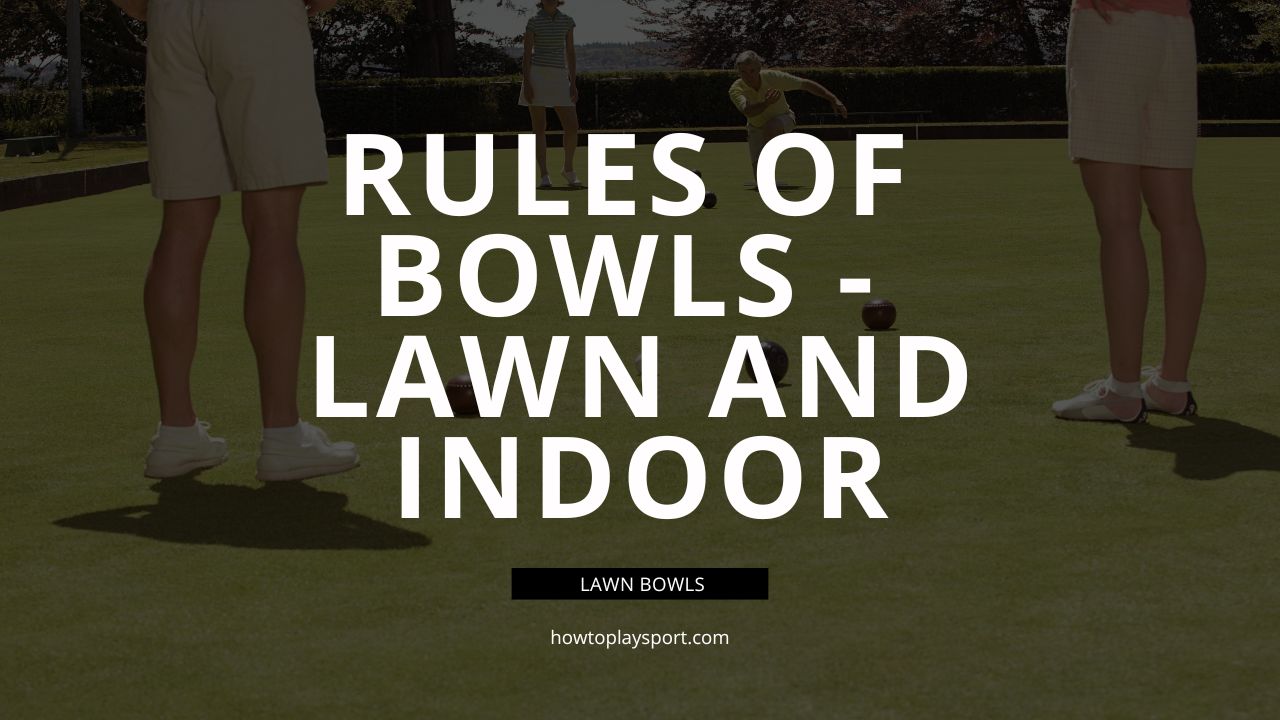 RULES OF
BOWLS -
LAWN AND
INDOOR
LAWN BOWLS
howtoplaysport.com